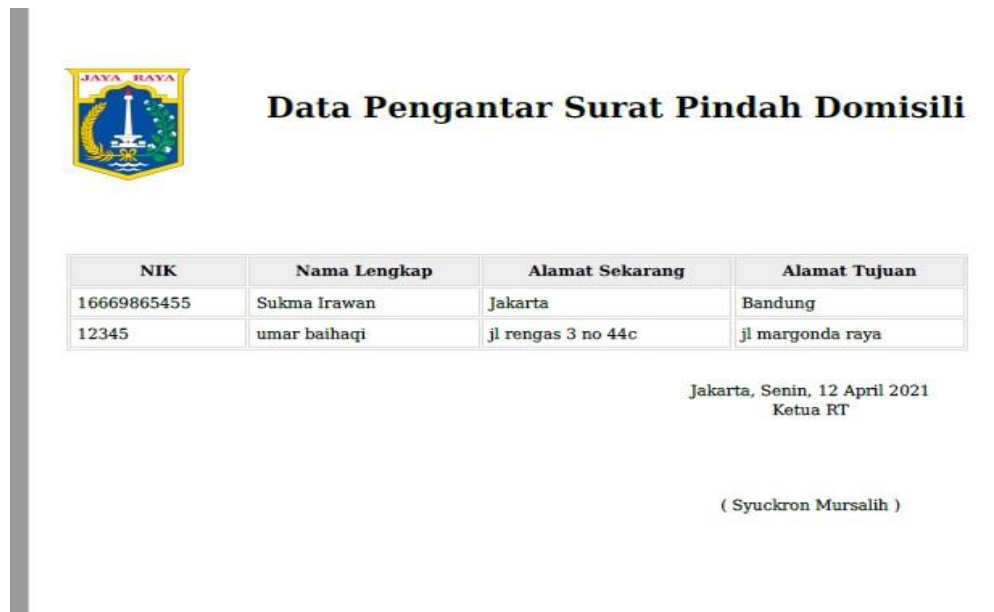 JAYA RAYA
Data Pengantar Surat Pindah Domisili
NIK Nama Lengkap Alamat Sekarang Alamat Tujuan
16669865455 Sukma Irawan Jakarta Bandung
12345 umar baihaqi jl rengas 3 no 44c jl margonda raya
Jakarta, Senin, 12 April 2021
Ketua RT
( Syuckron Mursalih )